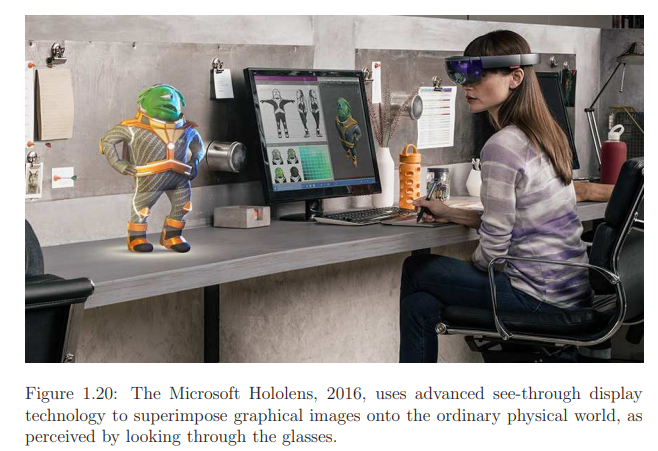 Figure 1.20: The Microsoft Hololens, 2016, uses advanced see-through display
technology to superimpose graphical images onto the ordinary physical world, as
perceived by looking through the glasses.